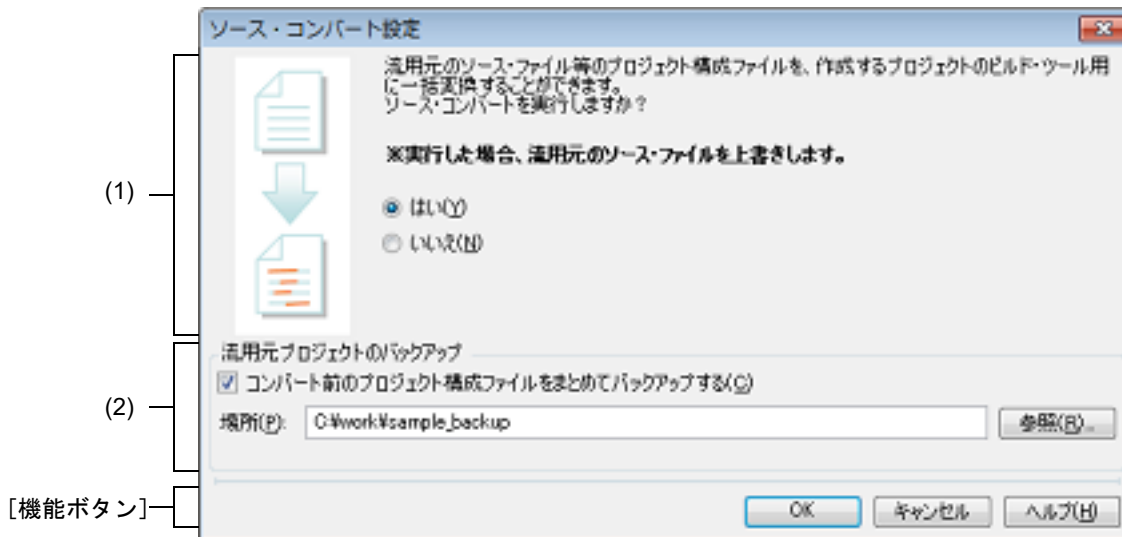 ソース・コンバート設定
流用元のソース・ファイル等のプロジェクト構成ファイルを、作成するプロジェクトのビルド・ツール用
に一括変換することができます。
ソース・コンバートを実行しますか？
※実行した場合、流用元のソース・ファイルを上書きします。
(1)
はい(Y)
いいえ(N)
流用元プロジェクトのバックアップ
コンバート前のプロジェクト構成ファイルをまとめてバックアップする(C)
(2)
場所(P): C:¥work¥sample_backup 参照(R)...
[機能ボタン]
OK キャンセル ヘルプ(H)